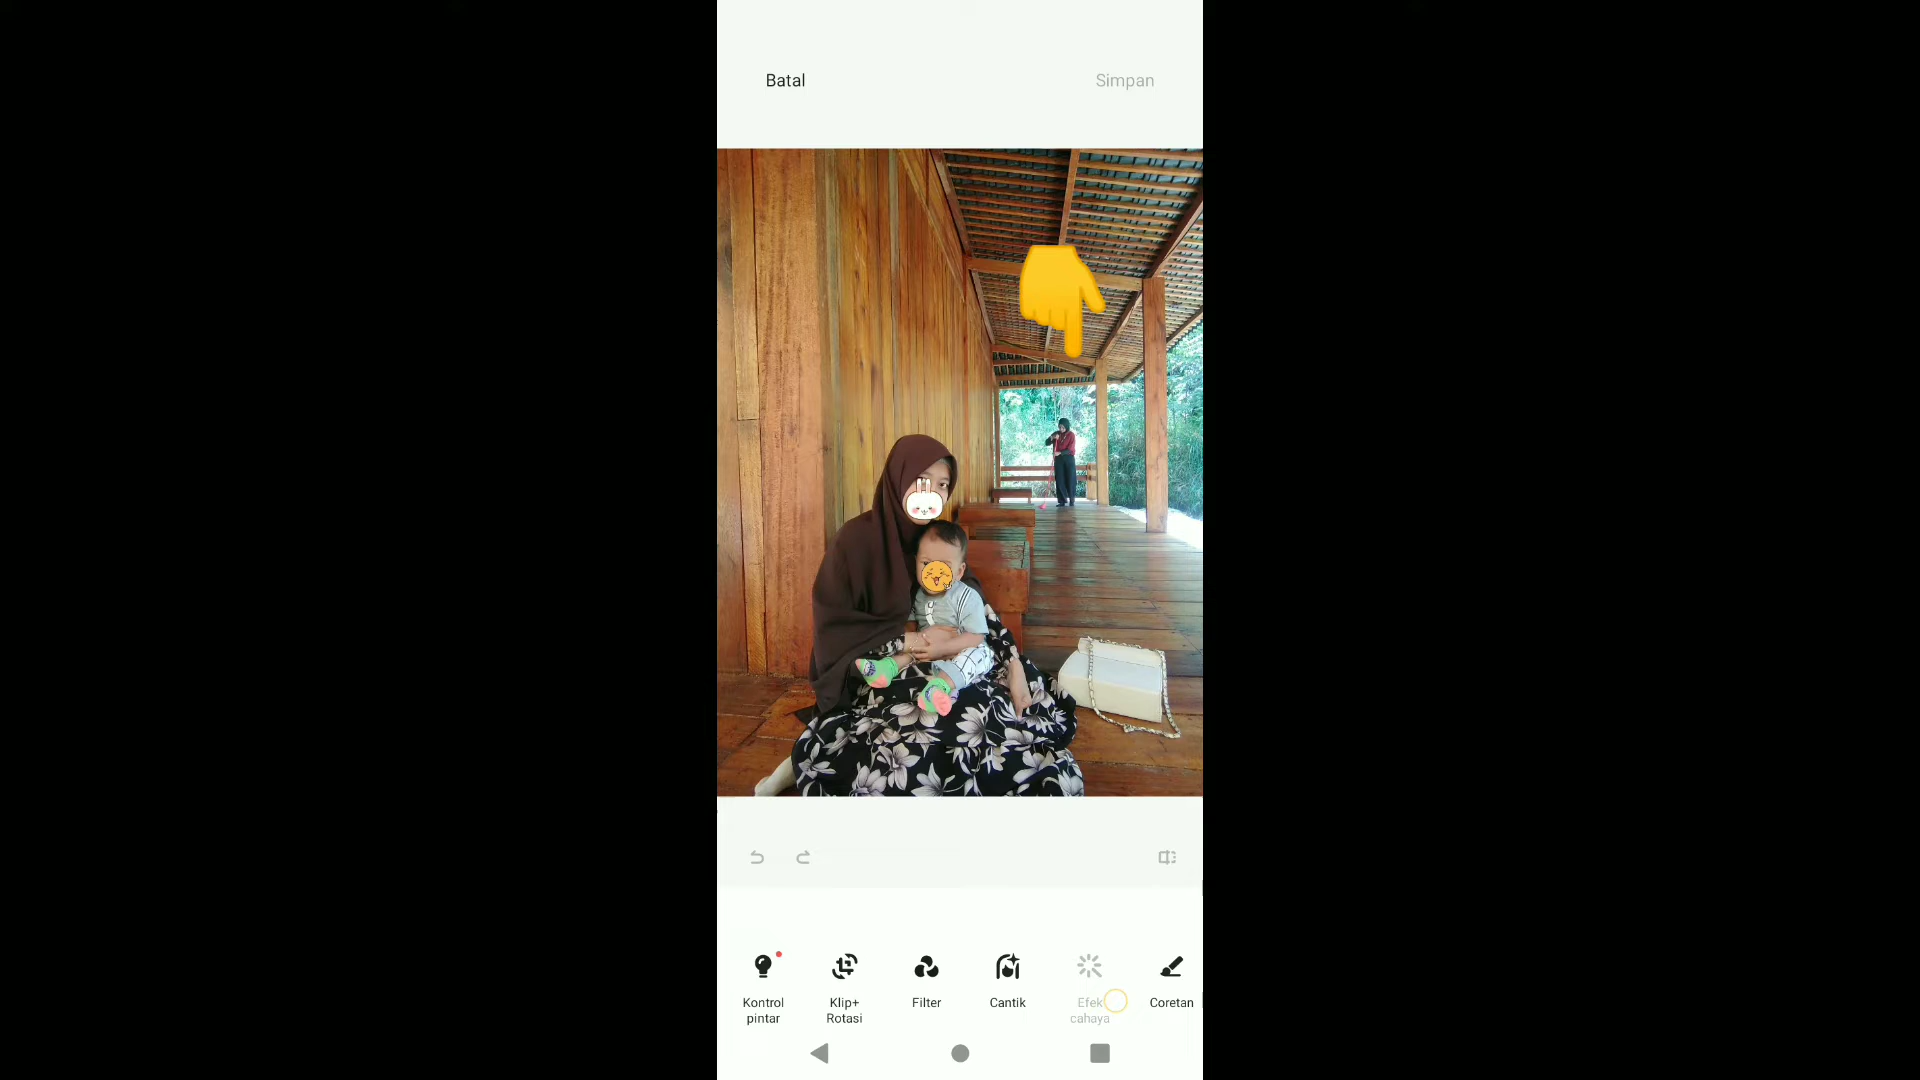 Batal
Simpan
Kontrol
pintar
Klip+
Rotasi
Filter
Cantik
Efek
cahaya
Coretan